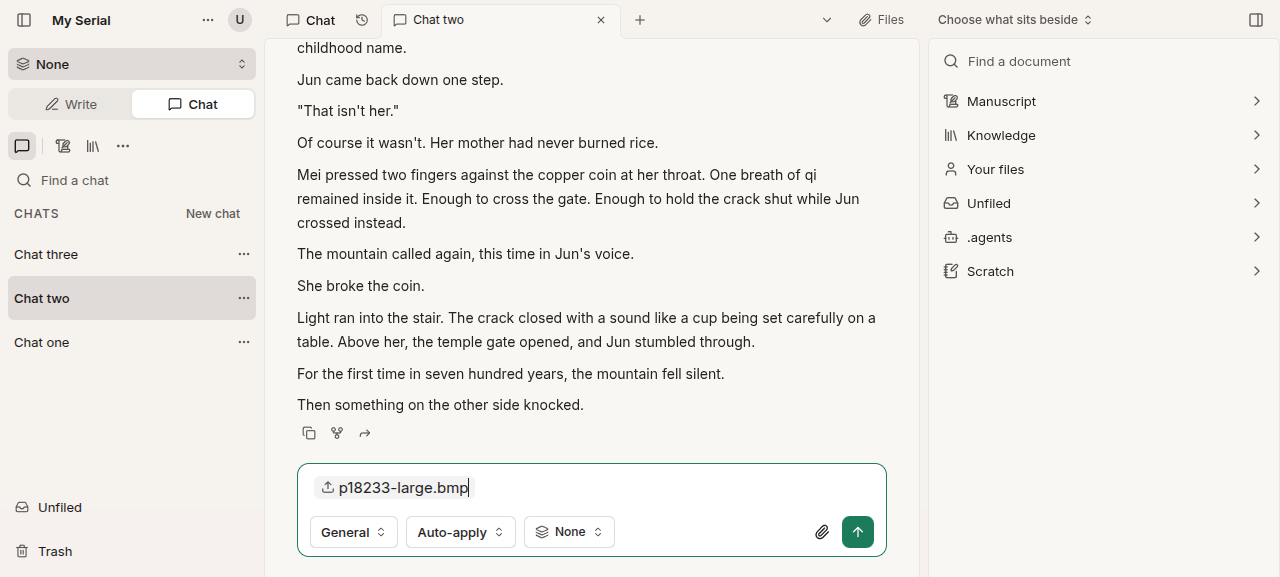 My Serial
U
None
Write
Chat
Find a chat
CHATS
New chat
Chat three
Chat two
Chat one
Unfiled
Trash
Chat
Chat two
Files
childhood name.
Jun came back down one step.
"That isn't her."
Of course it wasn't. Her mother had never burned rice.
Mei pressed two fingers against the copper coin at her throat. One breath of qi
remained inside it. Enough to cross the gate. Enough to hold the crack shut while Jun
crossed instead.
The mountain called again, this time in Jun's voice.
She broke the coin.
Light ran into the stair. The crack closed with a sound like a cup being set carefully on a
table. Above her, the temple gate opened, and Jun stumbled through.
For the first time in seven hundred years, the mountain fell silent.
Then something on the other side knocked.
p18233-large.bmp
General
Auto-apply
None
Choose what sits beside
Find a document
Manuscript
Knowledge
Your files
Unfiled
.agents
Scratch